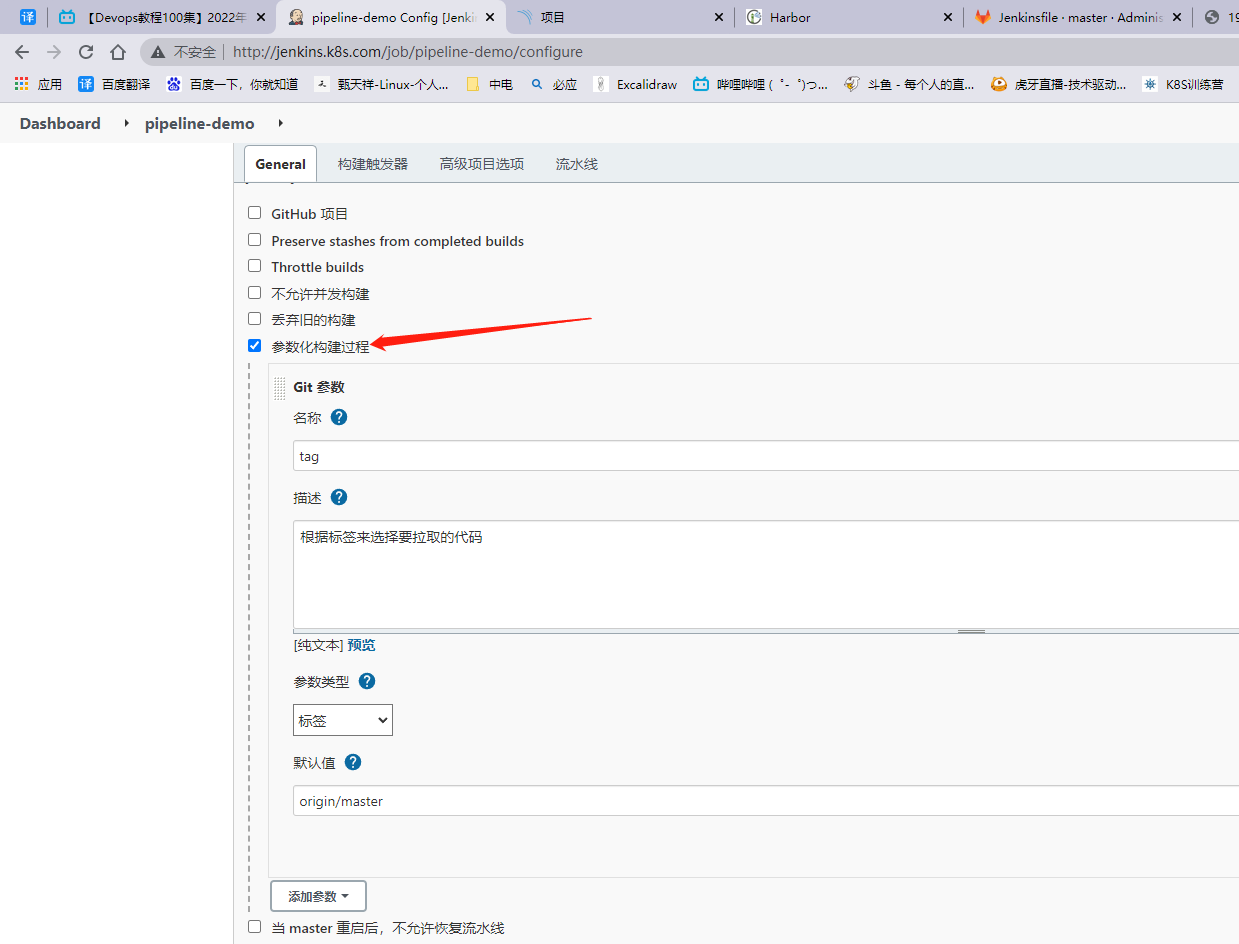 译 【Devops教程100集】2022年 pipeline-demo Config [Jenki 项目 Harbor Jenkinsfile · master · Adminis 19
不安全 http://jenkins.k8s.com/job/pipeline-demo/configure
应用 译 百度翻译 百度一下，你就知道 甄天祥-Linux-个人... 中电 必应 Excalidraw 哔哩哔哩 (゜-゜)つ... 斗鱼 - 每个人的直... 虎牙直播-技术驱动... K8S训练营
Dashboard pipeline-demo
General 构建触发器 高级项目选项 流水线
GitHub 项目
Preserve stashes from completed builds
Throttle builds
不允许并发构建
丢弃旧的构建
参数化构建过程
Git 参数
名称 ?
tag
描述 ?
根据标签来选择要拉取的代码
[纯文本] 预览
参数类型 ?
标签
默认值 ?
origin/master
添加参数
当 master 重启后，不允许恢复流水线